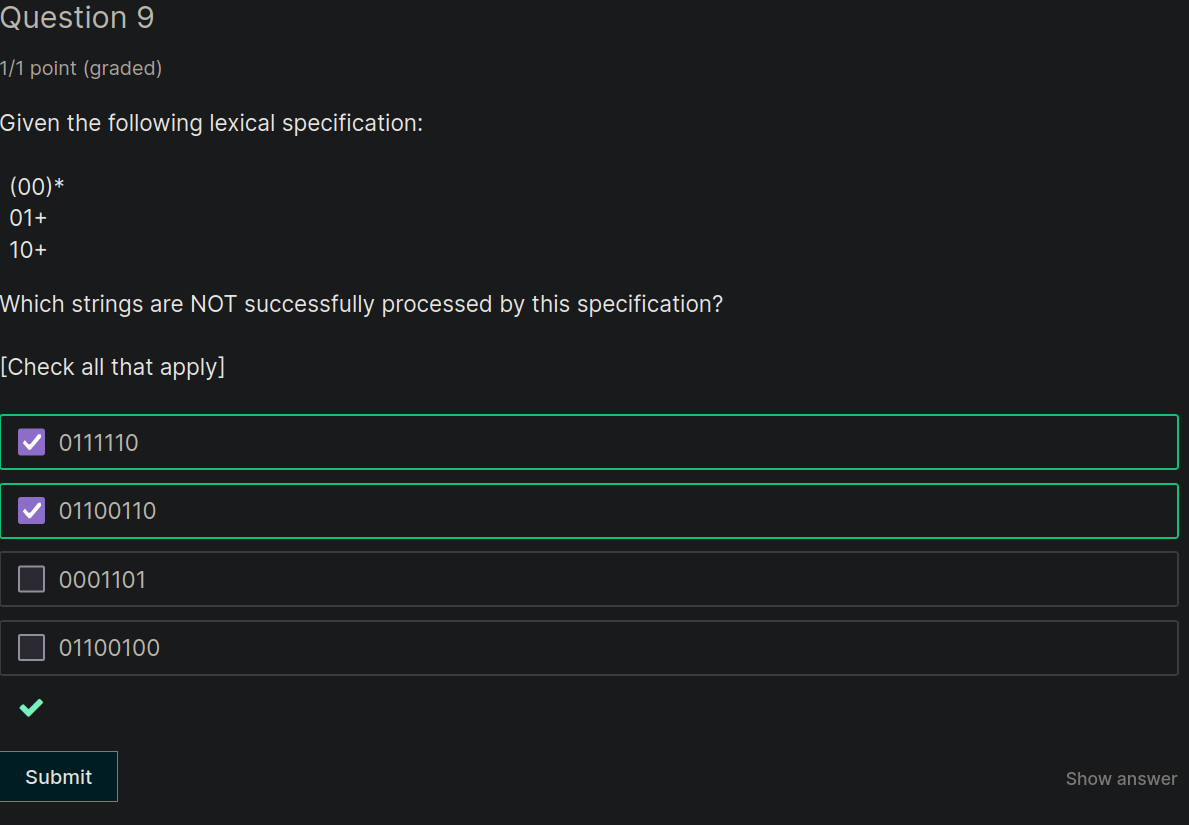 Question 9
1/1 point (graded)
Given the following lexical specification:
(00)*
01+
10+
Which strings are NOT successfully processed by this specification?
[Check all that apply]
0111110
01100110
0001101
01100100
Submit
Show answer